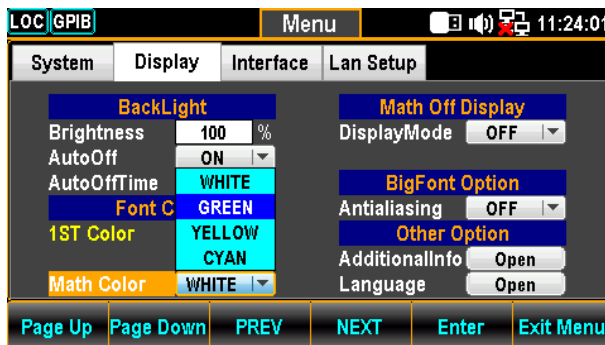 LOC GPIB Menu 11:24:01
System Display Interface Lan Setup
BackLight
Brightness 100 %
AutoOff ON
AutoOffTime
WHITE
GREEN
YELLOW
CYAN
Font C
1ST Color
Math Color WHITE
Math Off Display
DisplayMode OFF
BigFont Option
Antialiasing OFF
Other Option
AdditionalInfo Open
Language Open
Page Up Page Down PREV NEXT Enter Exit Menu